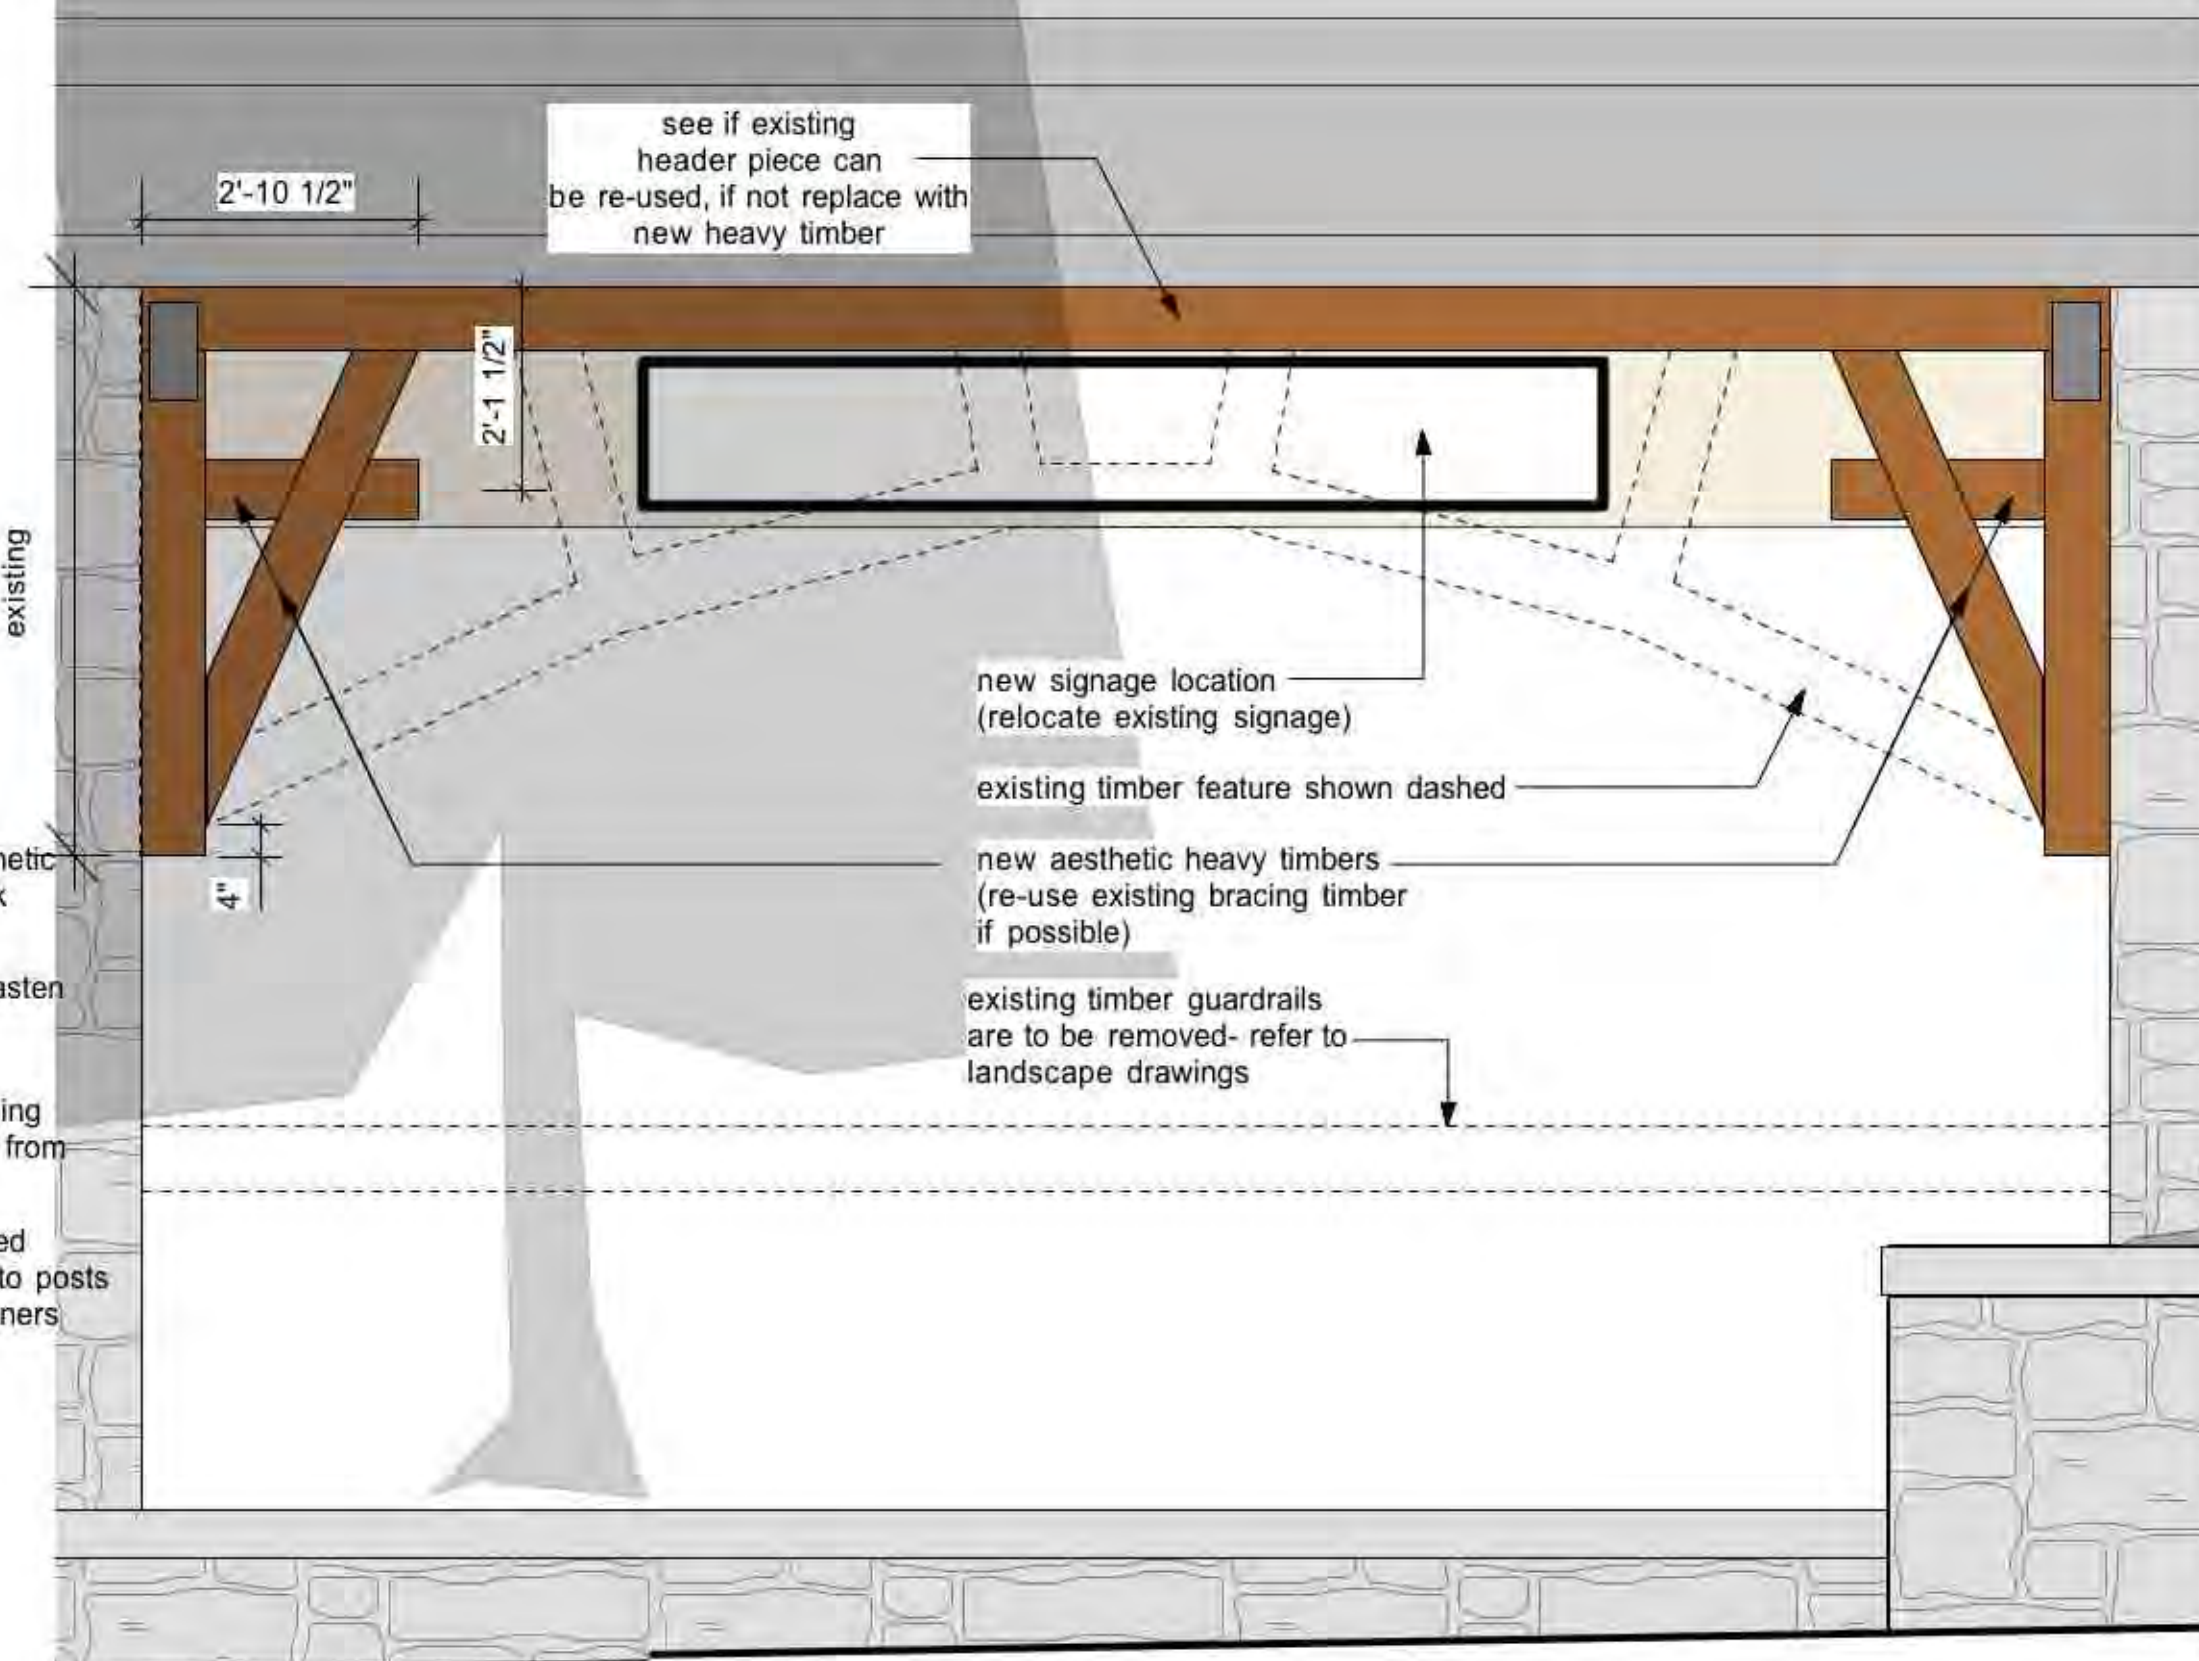 see if existing
header piece can
be re-used, if not replace with
new heavy timber
2'-10 1/2"
2'-1 1/2"
existing
new signage location
(relocate existing signage)
existing timber feature shown dashed
new aesthetic heavy timbers
(re-use existing bracing timber
if possible)
4"
existing timber guardrails
are to be removed- refer to
landscape drawings
from
to posts